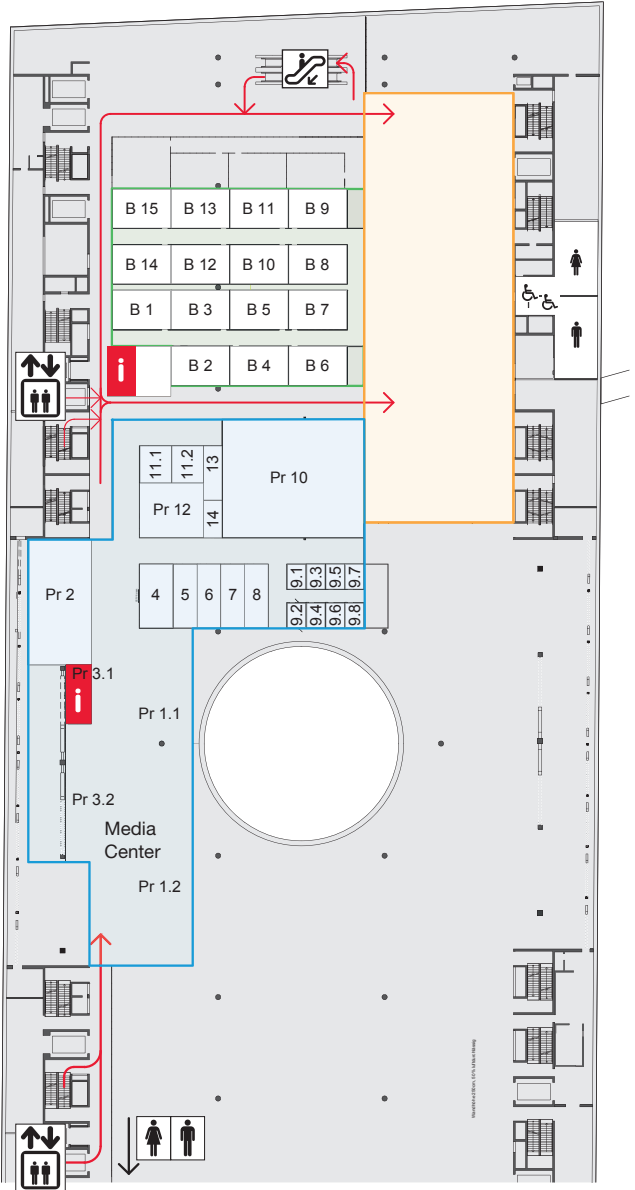 B 15 B 13 B 11 B 9
B 14 B 12 B 10 B 8
B 1 B 3 B 5 B 7
i
B 2 B 4 B 6
11.1 11.2 13
Pr 10
Pr 12
14
Pr 2
4 5 6 7 8
9.1 9.3 9.5 9.7
9.2 9.4 9.6 9.8
Pr 3.1
i
Pr 1.1
Pr 3.2
Media
Center
Pr 1.2